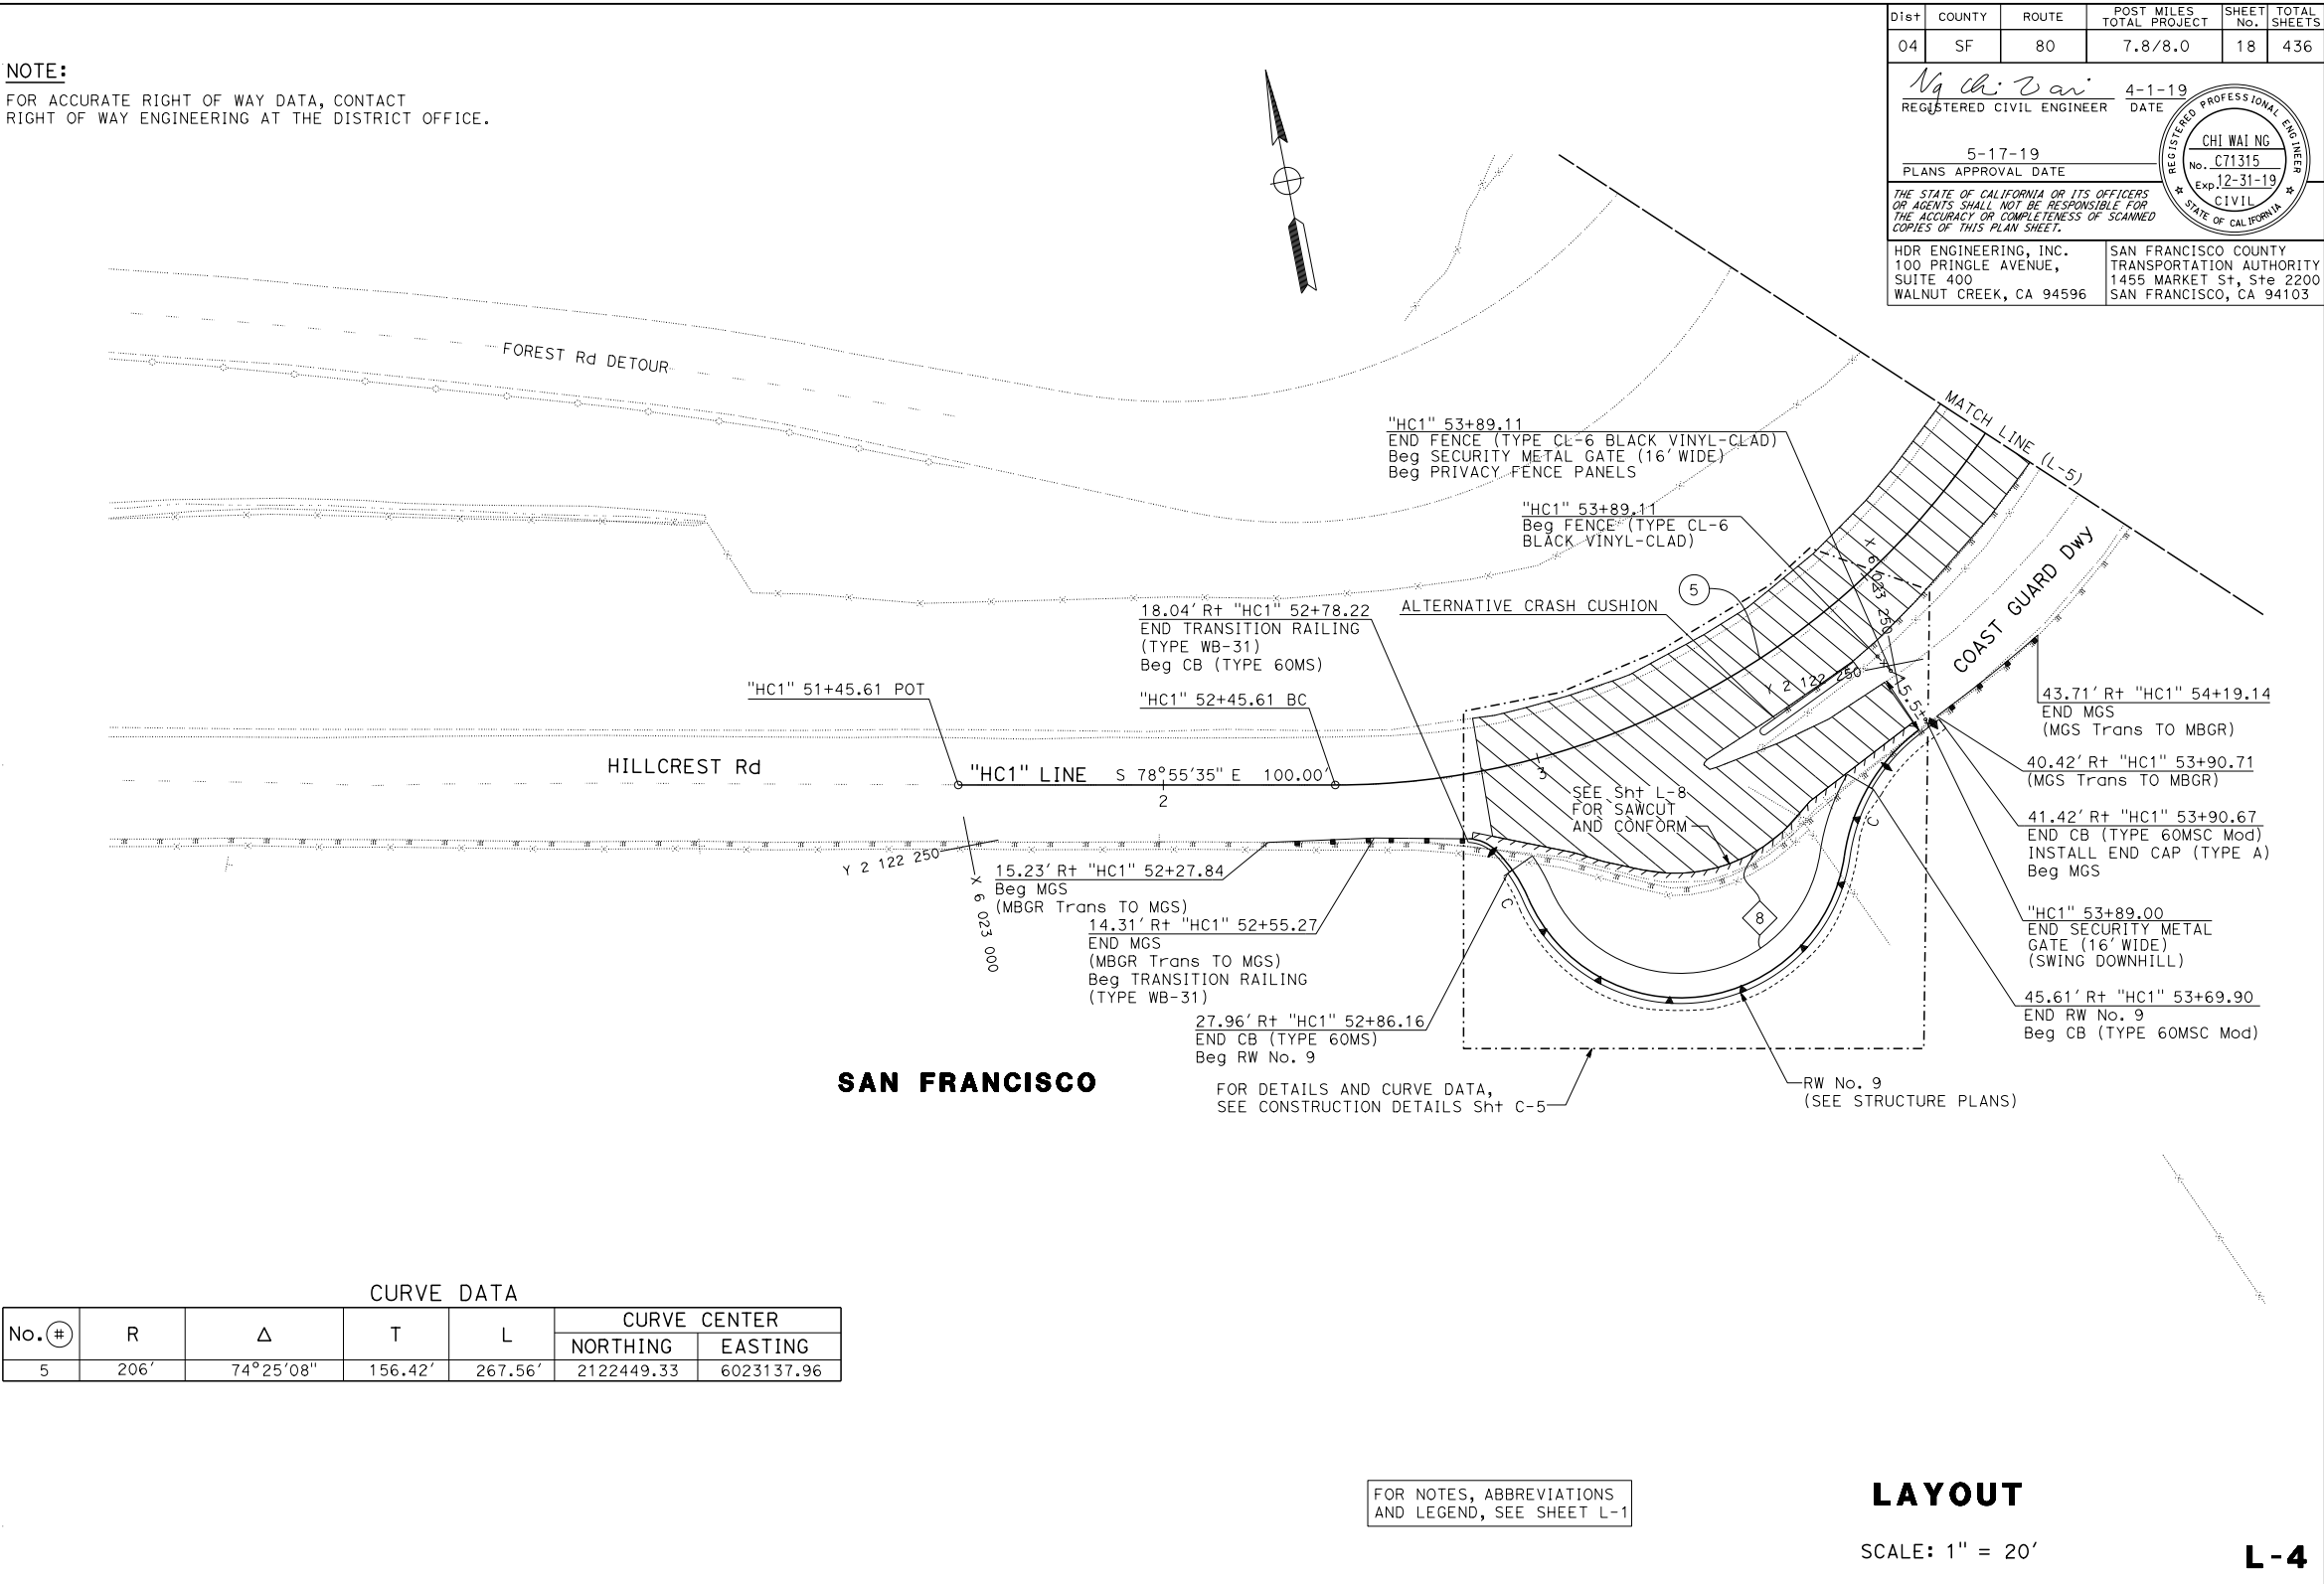 Dist COUNTY ROUTE POST MILES TOTAL PROJECT SHEET No. TOTAL SHEETS
04 SF 80 7.8/8.0 18 436
4-1-19
REGISTERED CIVIL ENGINEER DATE
5-17-19
PLANS APPROVAL DATE
REGISTERED PROFESSIONAL ENGINEER
CHI WAI NG
No. C71315
Exp. 12-31-19
CIVIL
STATE OF CALIFORNIA
THE STATE OF CALIFORNIA OR ITS OFFICERS
OR AGENTS SHALL NOT BE RESPONSIBLE FOR
THE ACCURACY OR COMPLETENESS OF SCANNED
COPIES OF THIS PLAN SHEET.
HDR ENGINEERING, INC.
100 PRINGLE AVENUE,
SUITE 400
WALNUT CREEK, CA 94596
SAN FRANCISCO COUNTY
TRANSPORTATION AUTHORITY
1455 MARKET St, Ste 2200
SAN FRANCISCO, CA 94103
NOTE:
FOR ACCURATE RIGHT OF WAY DATA, CONTACT
RIGHT OF WAY ENGINEERING AT THE DISTRICT OFFICE.
FOREST Rd DETOUR
MATCH LINE (L-5)
"HC1" 53+89.11
END FENCE (TYPE CL-6 BLACK VINYL-CLAD)
Beg SECURITY METAL GATE (16' WIDE)
Beg PRIVACY FENCE PANELS
"HC1" 53+89.11
Beg FENCE (TYPE CL-6
BLACK VINYL-CLAD)
COAST GUARD Dwy
X 6 023 250
5
ALTERNATIVE CRASH CUSHION
18.04' Rt "HC1" 52+78.22
END TRANSITION RAILING
(TYPE WB-31)
Beg CB (TYPE 60MS)
Y 2 122 250
"HC1" 51+45.61 POT
"HC1" 52+45.61 BC
43.71' Rt "HC1" 54+19.14
END MGS
(MGS Trans TO MBGR)
HILLCREST Rd
"HC1" LINE S 78°55'35" E 100.00'
2
3
40.42' Rt "HC1" 53+90.71
(MGS Trans TO MBGR)
SEE Sht L-8
FOR SAWCUT
AND CONFORM
41.42' Rt "HC1" 53+90.67
END CB (TYPE 60MSC Mod)
INSTALL END CAP (TYPE A)
Beg MGS
Y 2 122 250
X 6 023 000
15.23' Rt "HC1" 52+27.84
Beg MGS
(MBGR Trans TO MGS)
C
C
8
14.31' Rt "HC1" 52+55.27
END MGS
(MBGR Trans TO MGS)
Beg TRANSITION RAILING
(TYPE WB-31)
"HC1" 53+89.00
END SECURITY METAL
GATE (16' WIDE)
(SWING DOWNHILL)
45.61' Rt "HC1" 53+69.90
END RW No. 9
Beg CB (TYPE 60MSC Mod)
27.96' Rt "HC1" 52+86.16
END CB (TYPE 60MS)
Beg RW No. 9
SAN FRANCISCO
FOR DETAILS AND CURVE DATA,
SEE CONSTRUCTION DETAILS Sht C-5
RW No. 9
(SEE STRUCTURE PLANS)
CURVE DATA
No. # R Δ T L CURVE CENTER
NORTHING EASTING
5 206' 74°25'08" 156.42' 267.56' 2122449.33 6023137.96
FOR NOTES, ABBREVIATIONS
AND LEGEND, SEE SHEET L-1
LAYOUT
SCALE: 1" = 20'
L-4